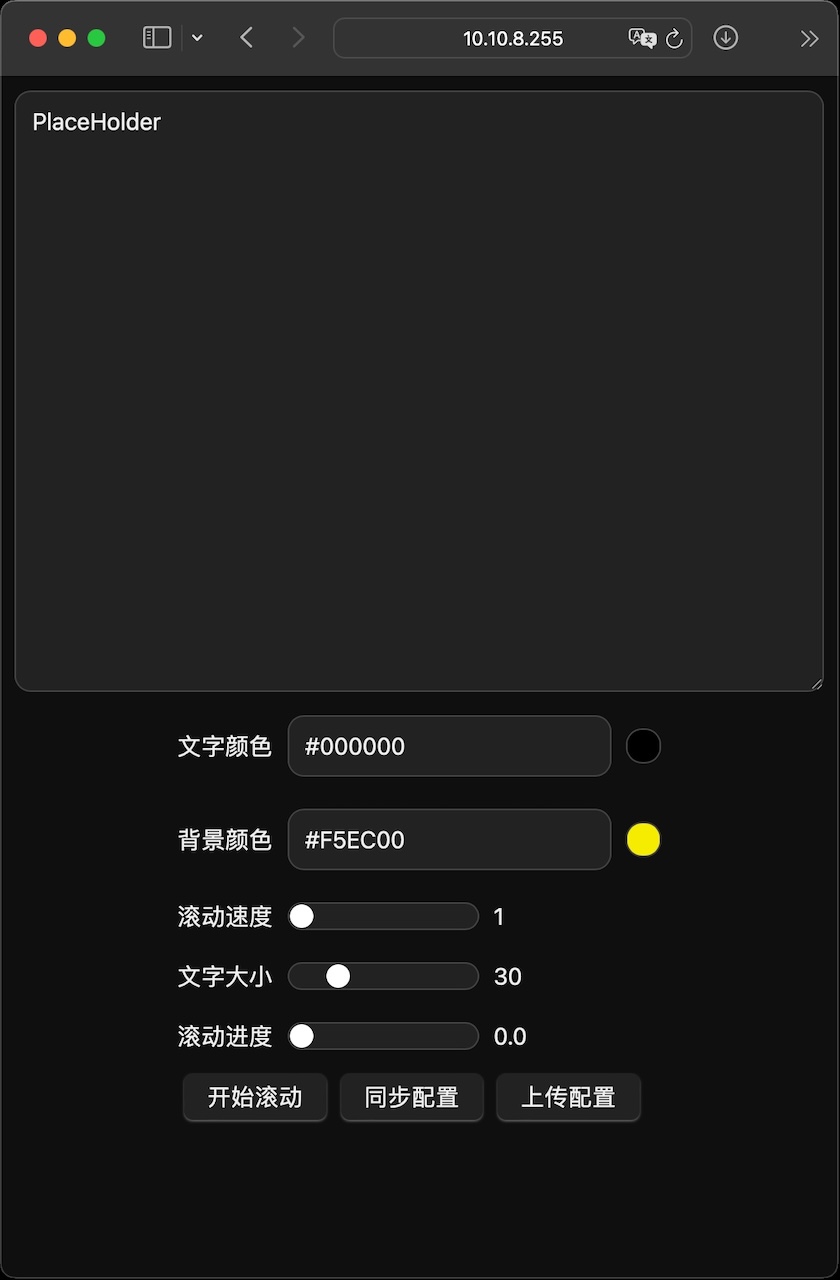 10.10.8.255
PlaceHolder
文字颜色 #000000
背景颜色 #F5EC00
滚动速度 1
文字大小 30
滚动进度 0.0
开始滚动 同步配置 上传配置